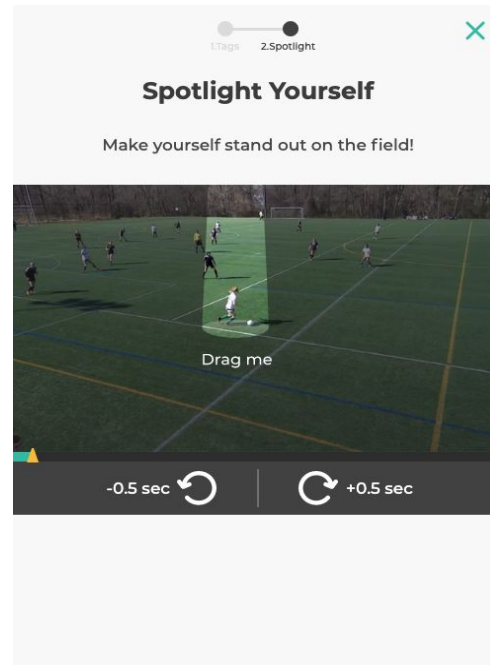 1.Tags 2.Spotlight
Spotlight Yourself
Make yourself stand out on the field!
Drag me
-0.5 sec +0.5 sec